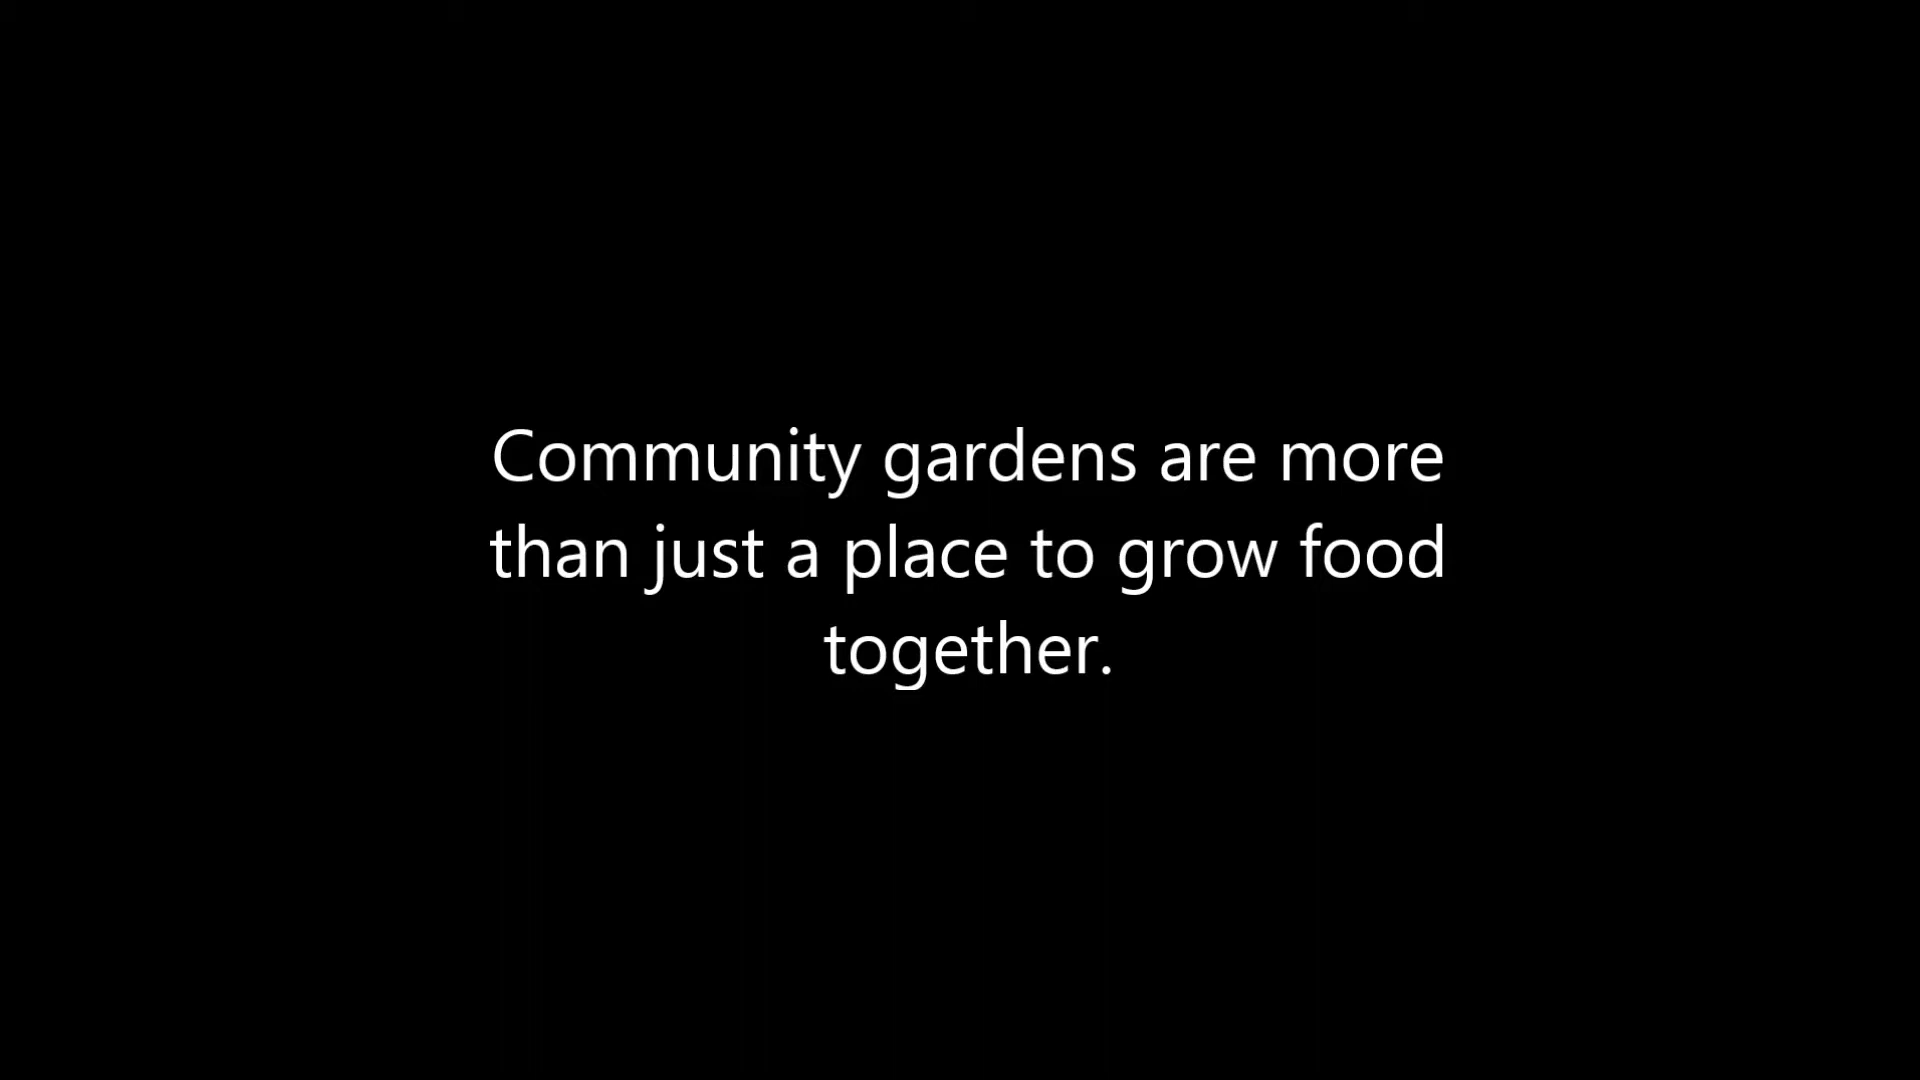 Community gardens are more
than just a place to grow food
together.